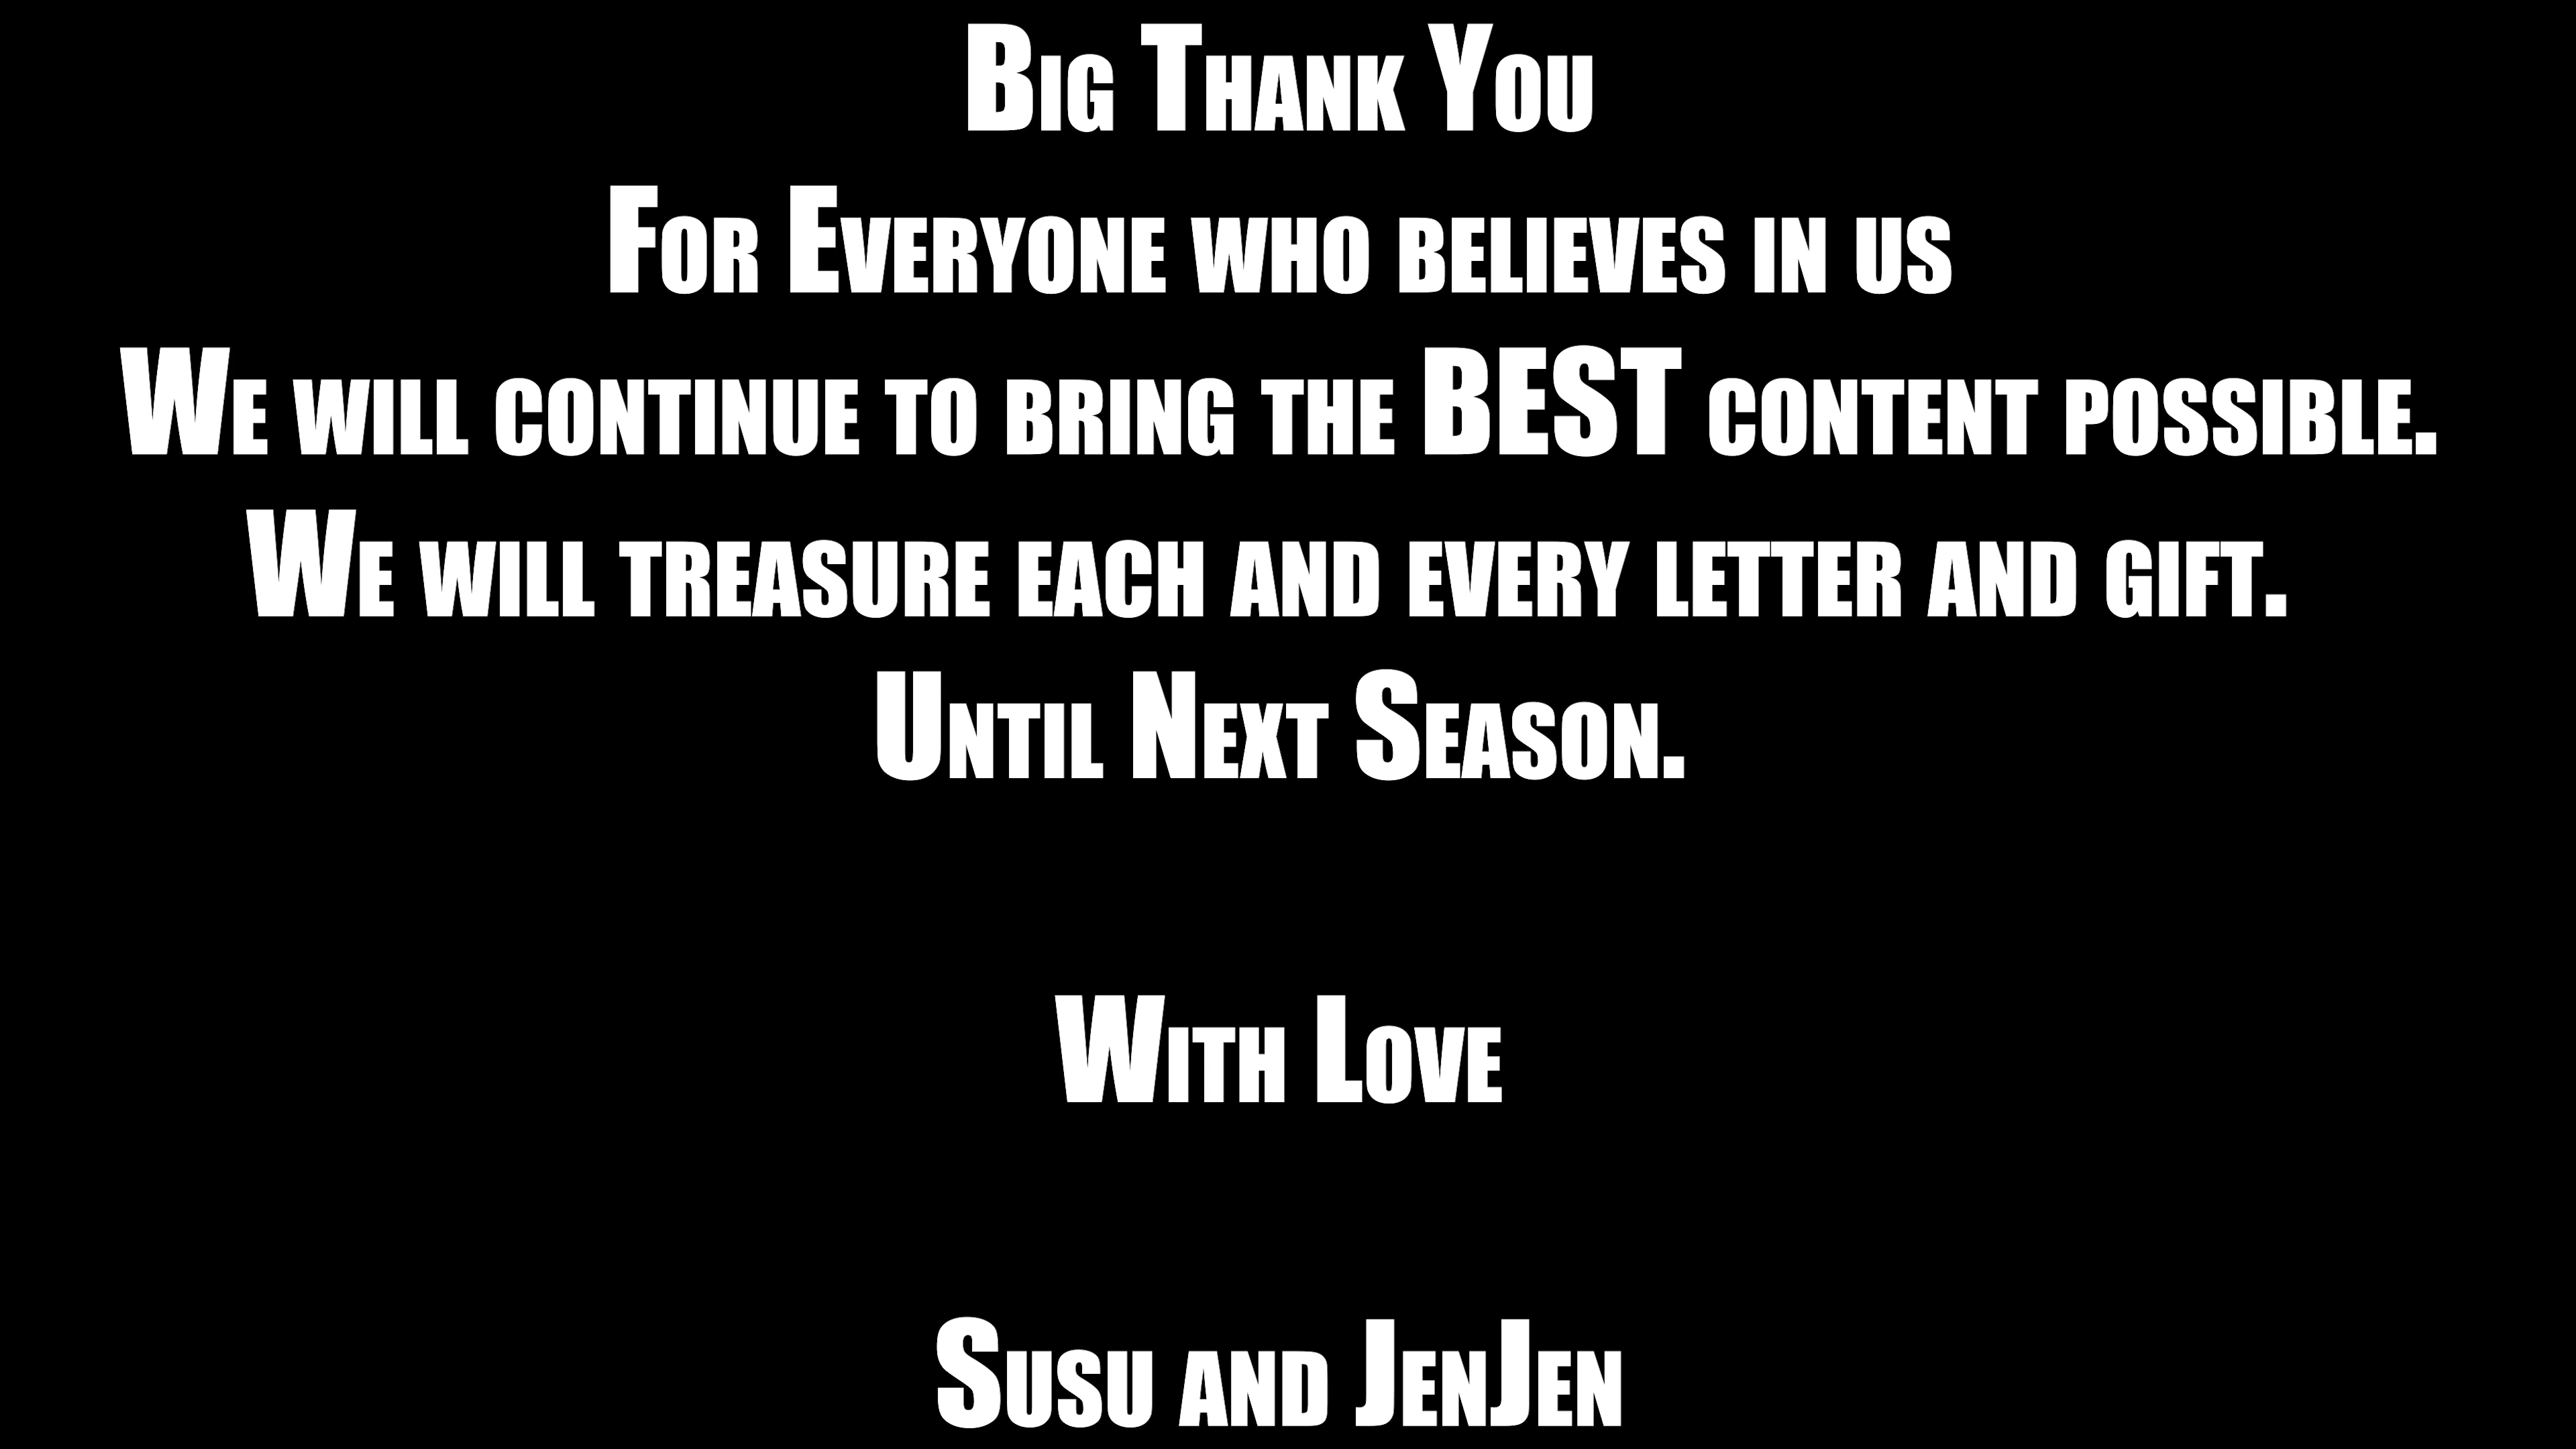 Big Thank You
For Everyone who believes in us
We will continue to bring the BEST content possible.
We will treasure each and every letter and gift.
Until Next Season.
With Love
Susu and JenJen